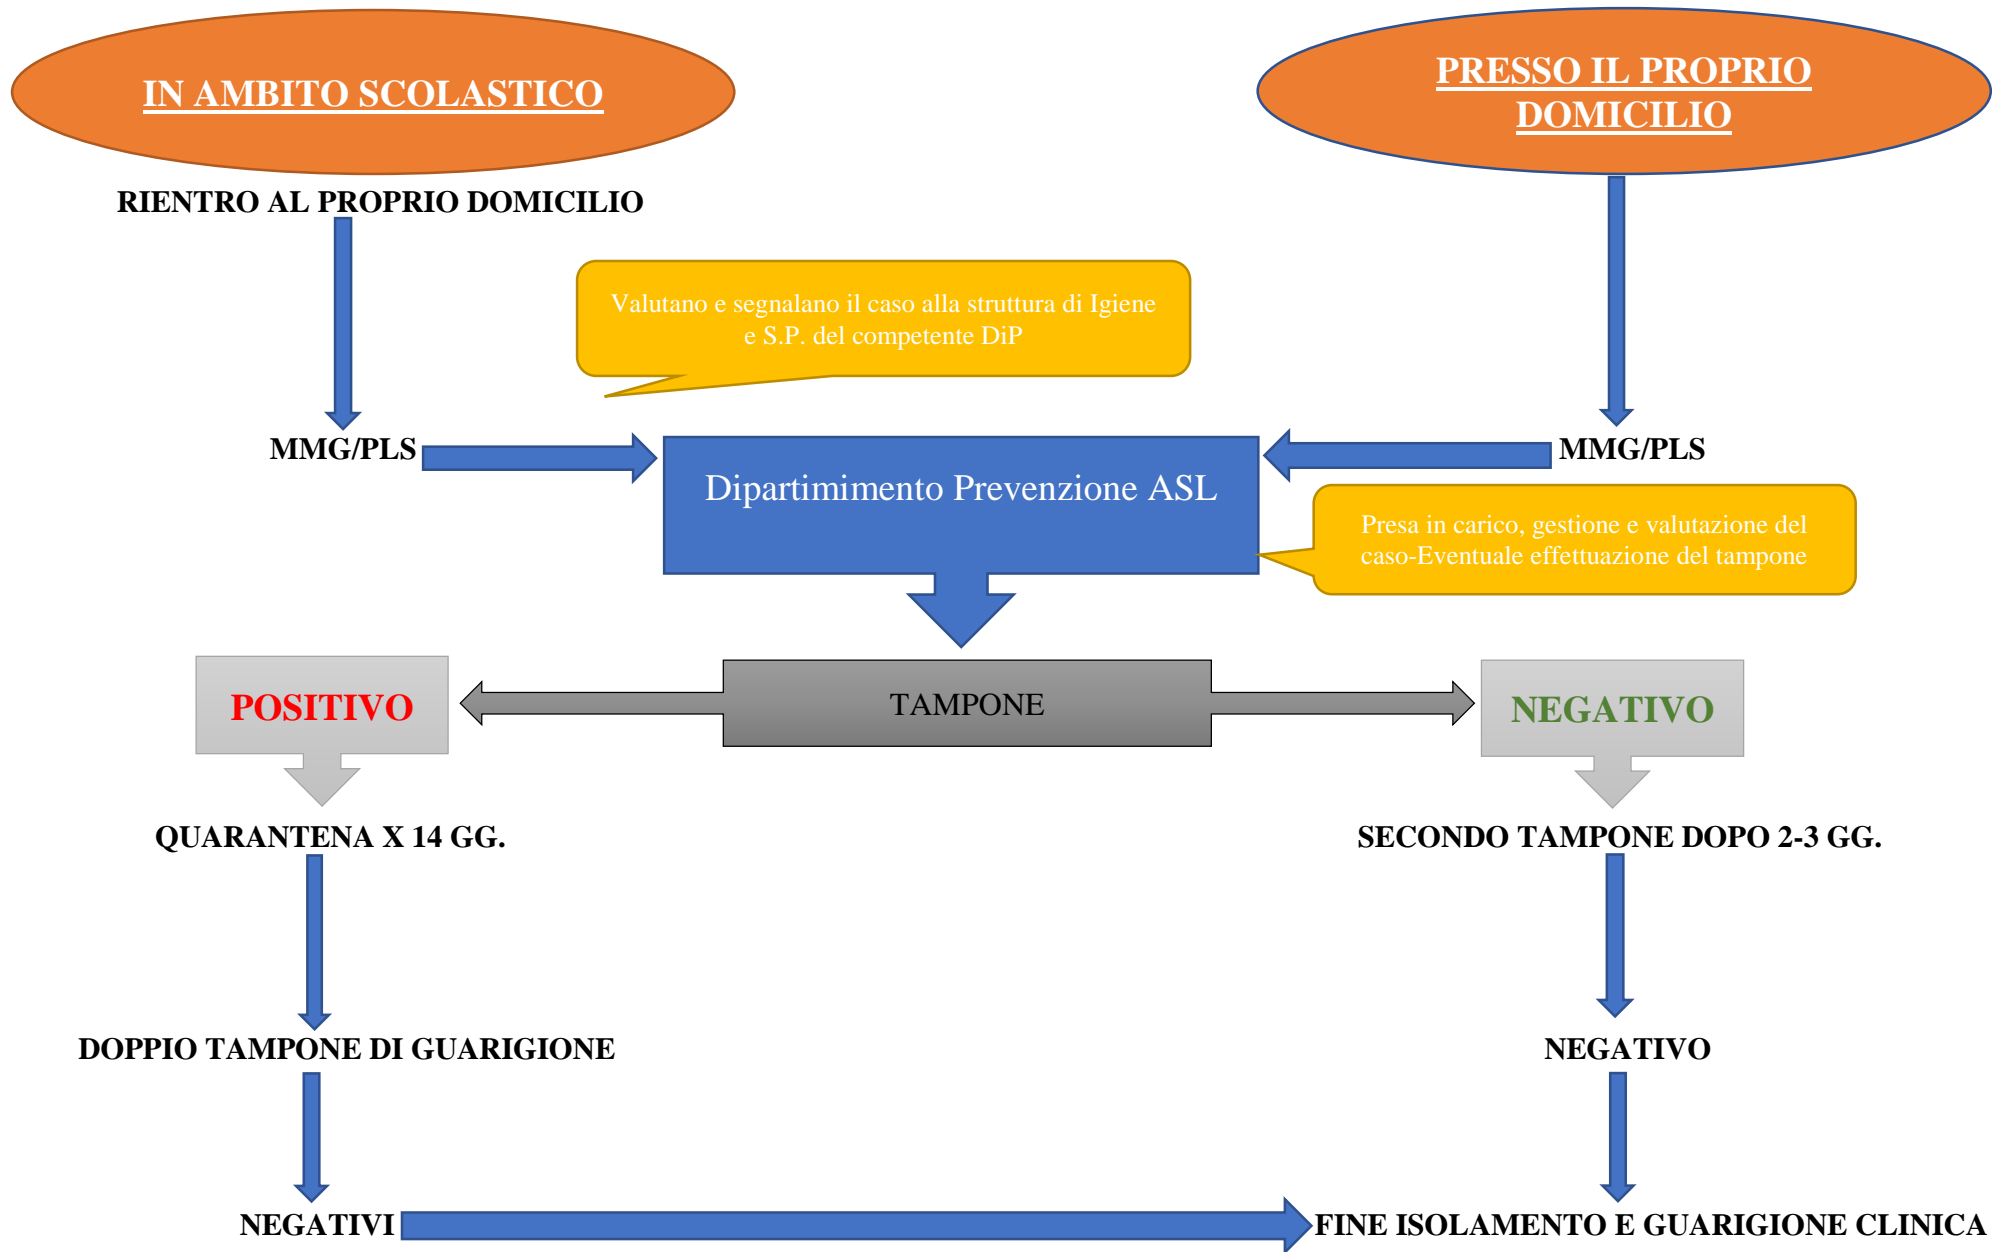 IN AMBITO SCOLASTICO
PRESSO IL PROPRIO
DOMICILIO
RIENTRO AL PROPRIO DOMICILIO
Valutano e segnalano il caso alla struttura di Igiene
e S.P. del competente DiP
MMG/PLS
MMG/PLS
Dipartimimento Prevenzione ASL
Presa in carico, gestione e valutazione del
caso-Eventuale effettuazione del tampone
POSITIVO
TAMPONE
NEGATIVO
QUARANTENA X 14 GG.
SECONDO TAMPONE DOPO 2-3 GG.
DOPPIO TAMPONE DI GUARIGIONE
NEGATIVO
NEGATIVI
FINE ISOLAMENTO E GUARIGIONE CLINICA